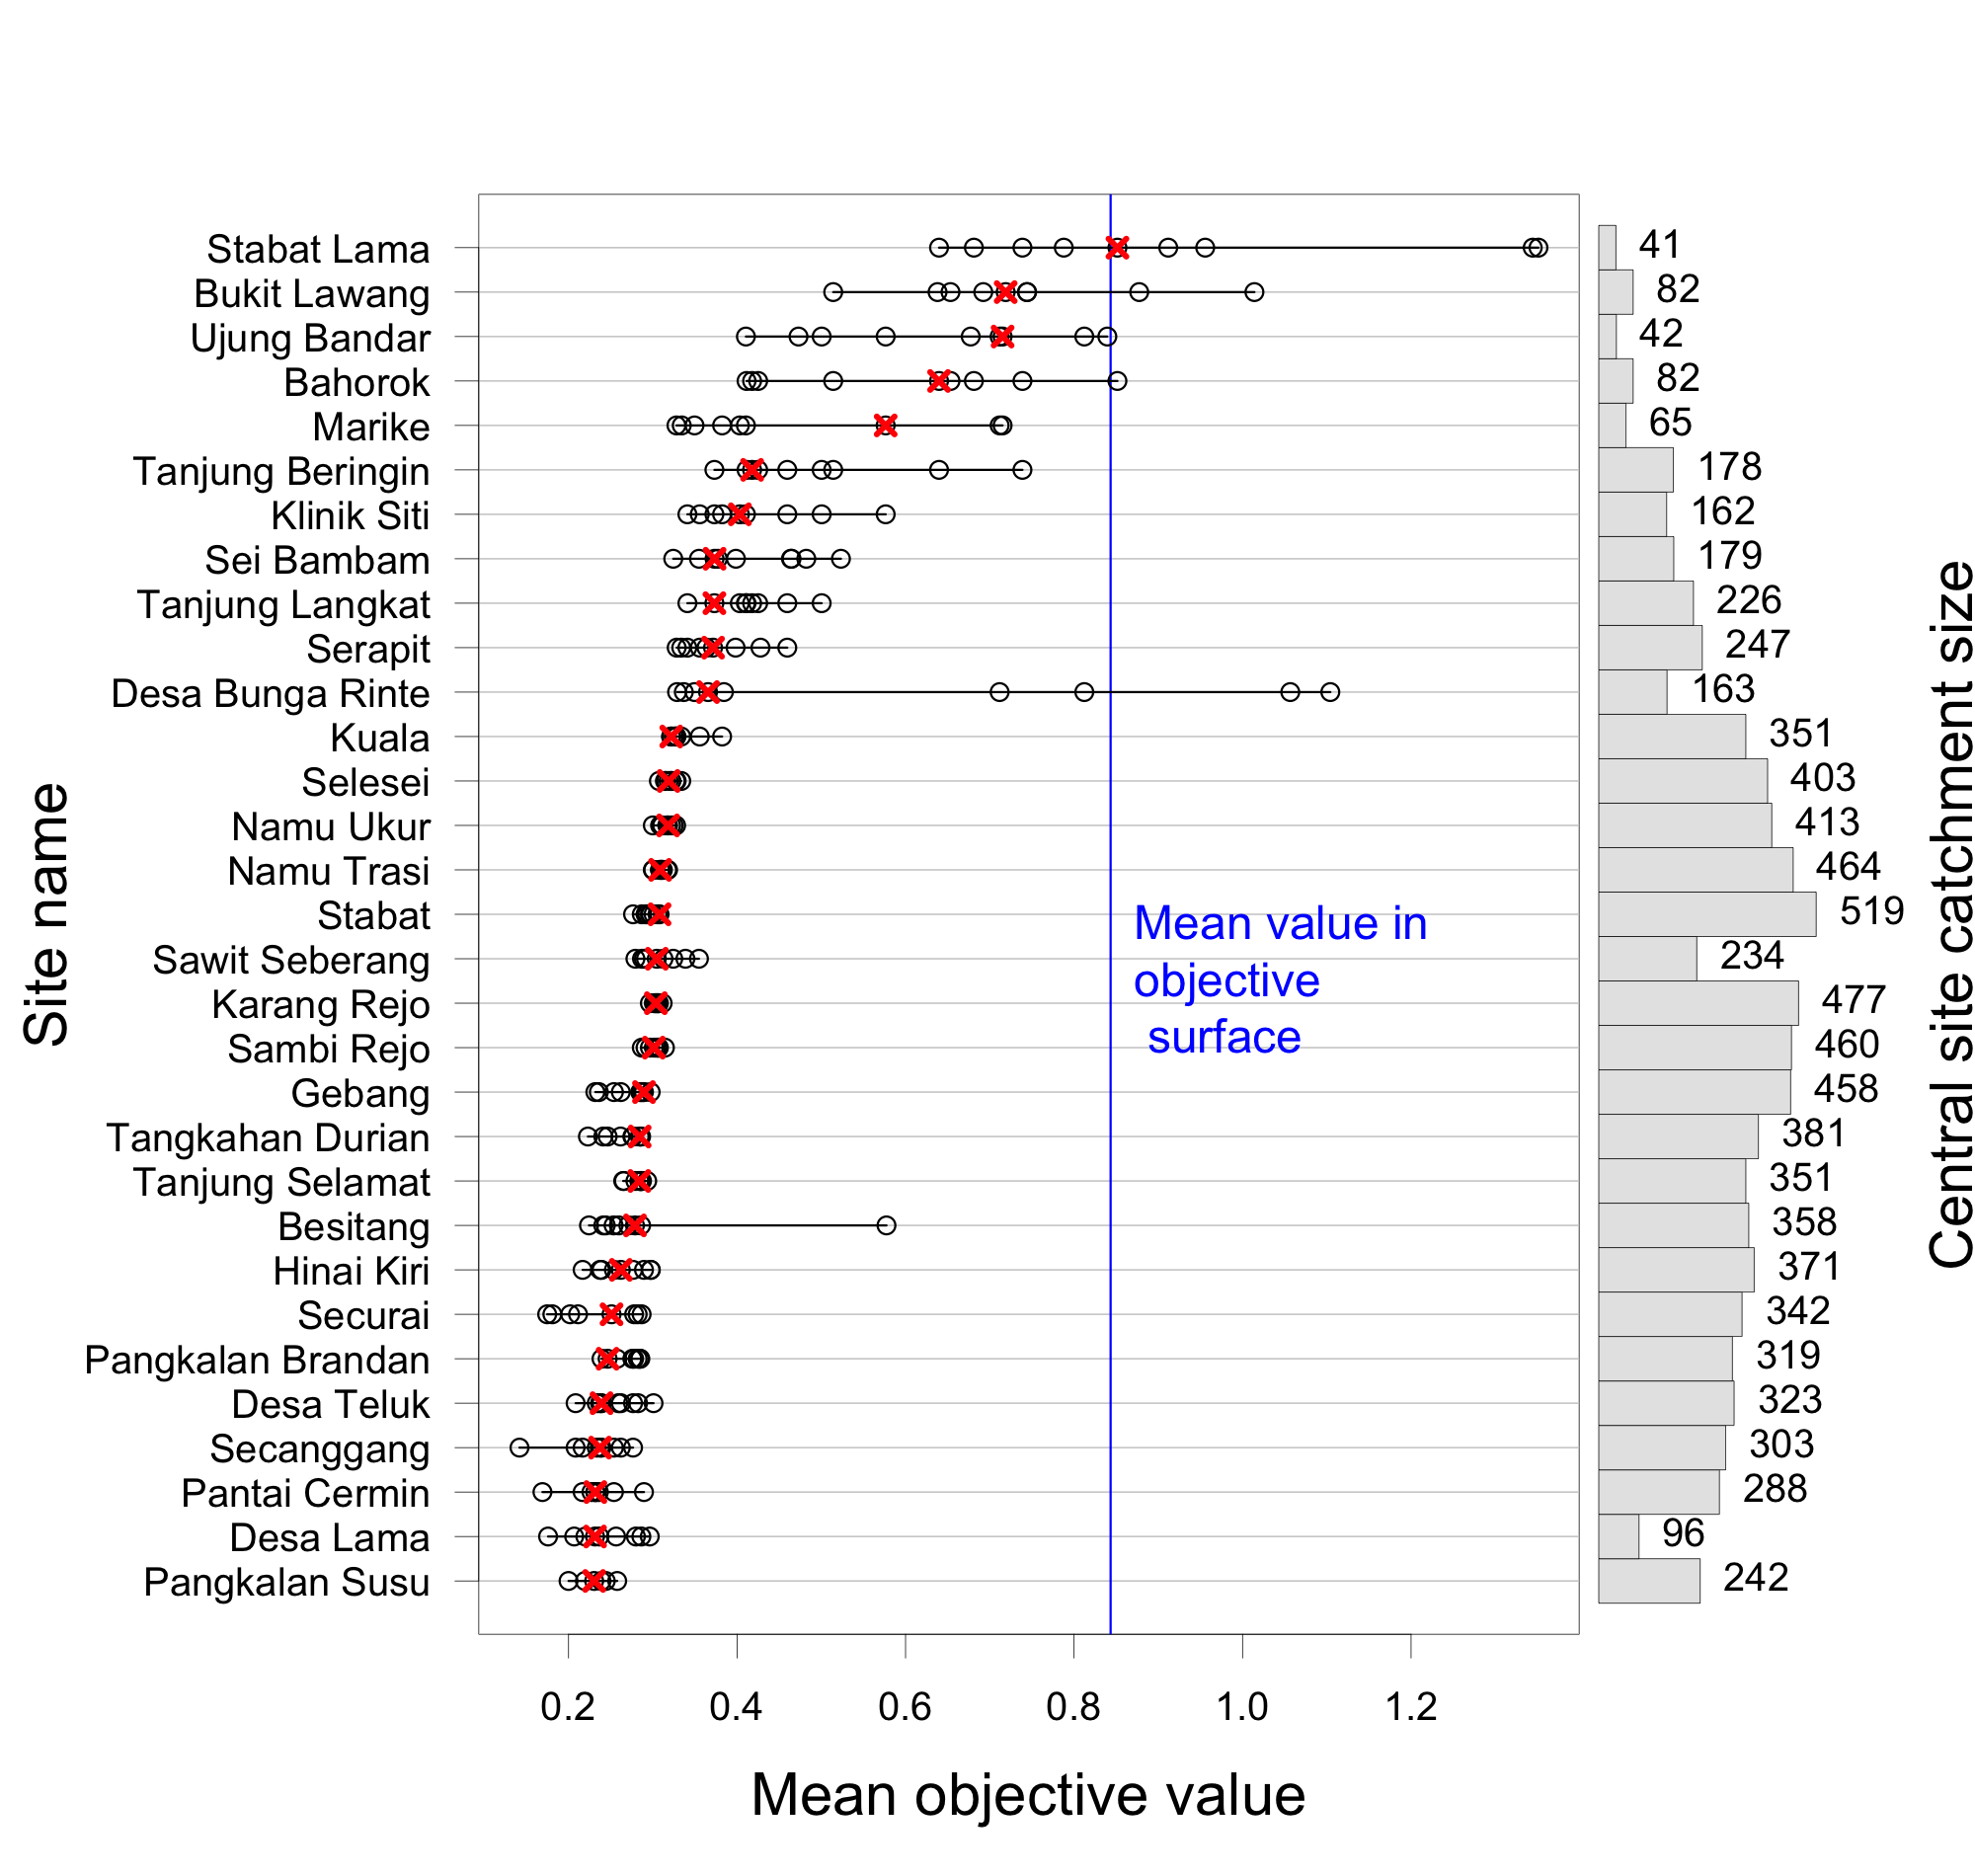 Site name
Stabat Lama
Bukit Lawang
Ujung Bandar
Bahorok
Marike
Tanjung Beringin
Klinik Siti
Sei Bambam
Tanjung Langkat
Serapit
Desa Bunga Rinte
Kuala
Selesei
Namu Ukur
Namu Trasi
Stabat
Sawit Seberang
Karang Rejo
Sambi Rejo
Gebang
Tangkahan Durian
Tanjung Selamat
Besitang
Hinai Kiri
Securai
Pangkalan Brandan
Desa Teluk
Secanggang
Pantai Cermin
Desa Lama
Pangkalan Susu
Mean value in
objective
surface
0.2 0.4 0.6 0.8 1.0 1.2
Mean objective value
41
82
42
82
65
178
162
179
226
247
163
351
403
413
464
519
234
477
460
458
381
351
358
371
342
319
323
303
288
96
242
Central site catchment size